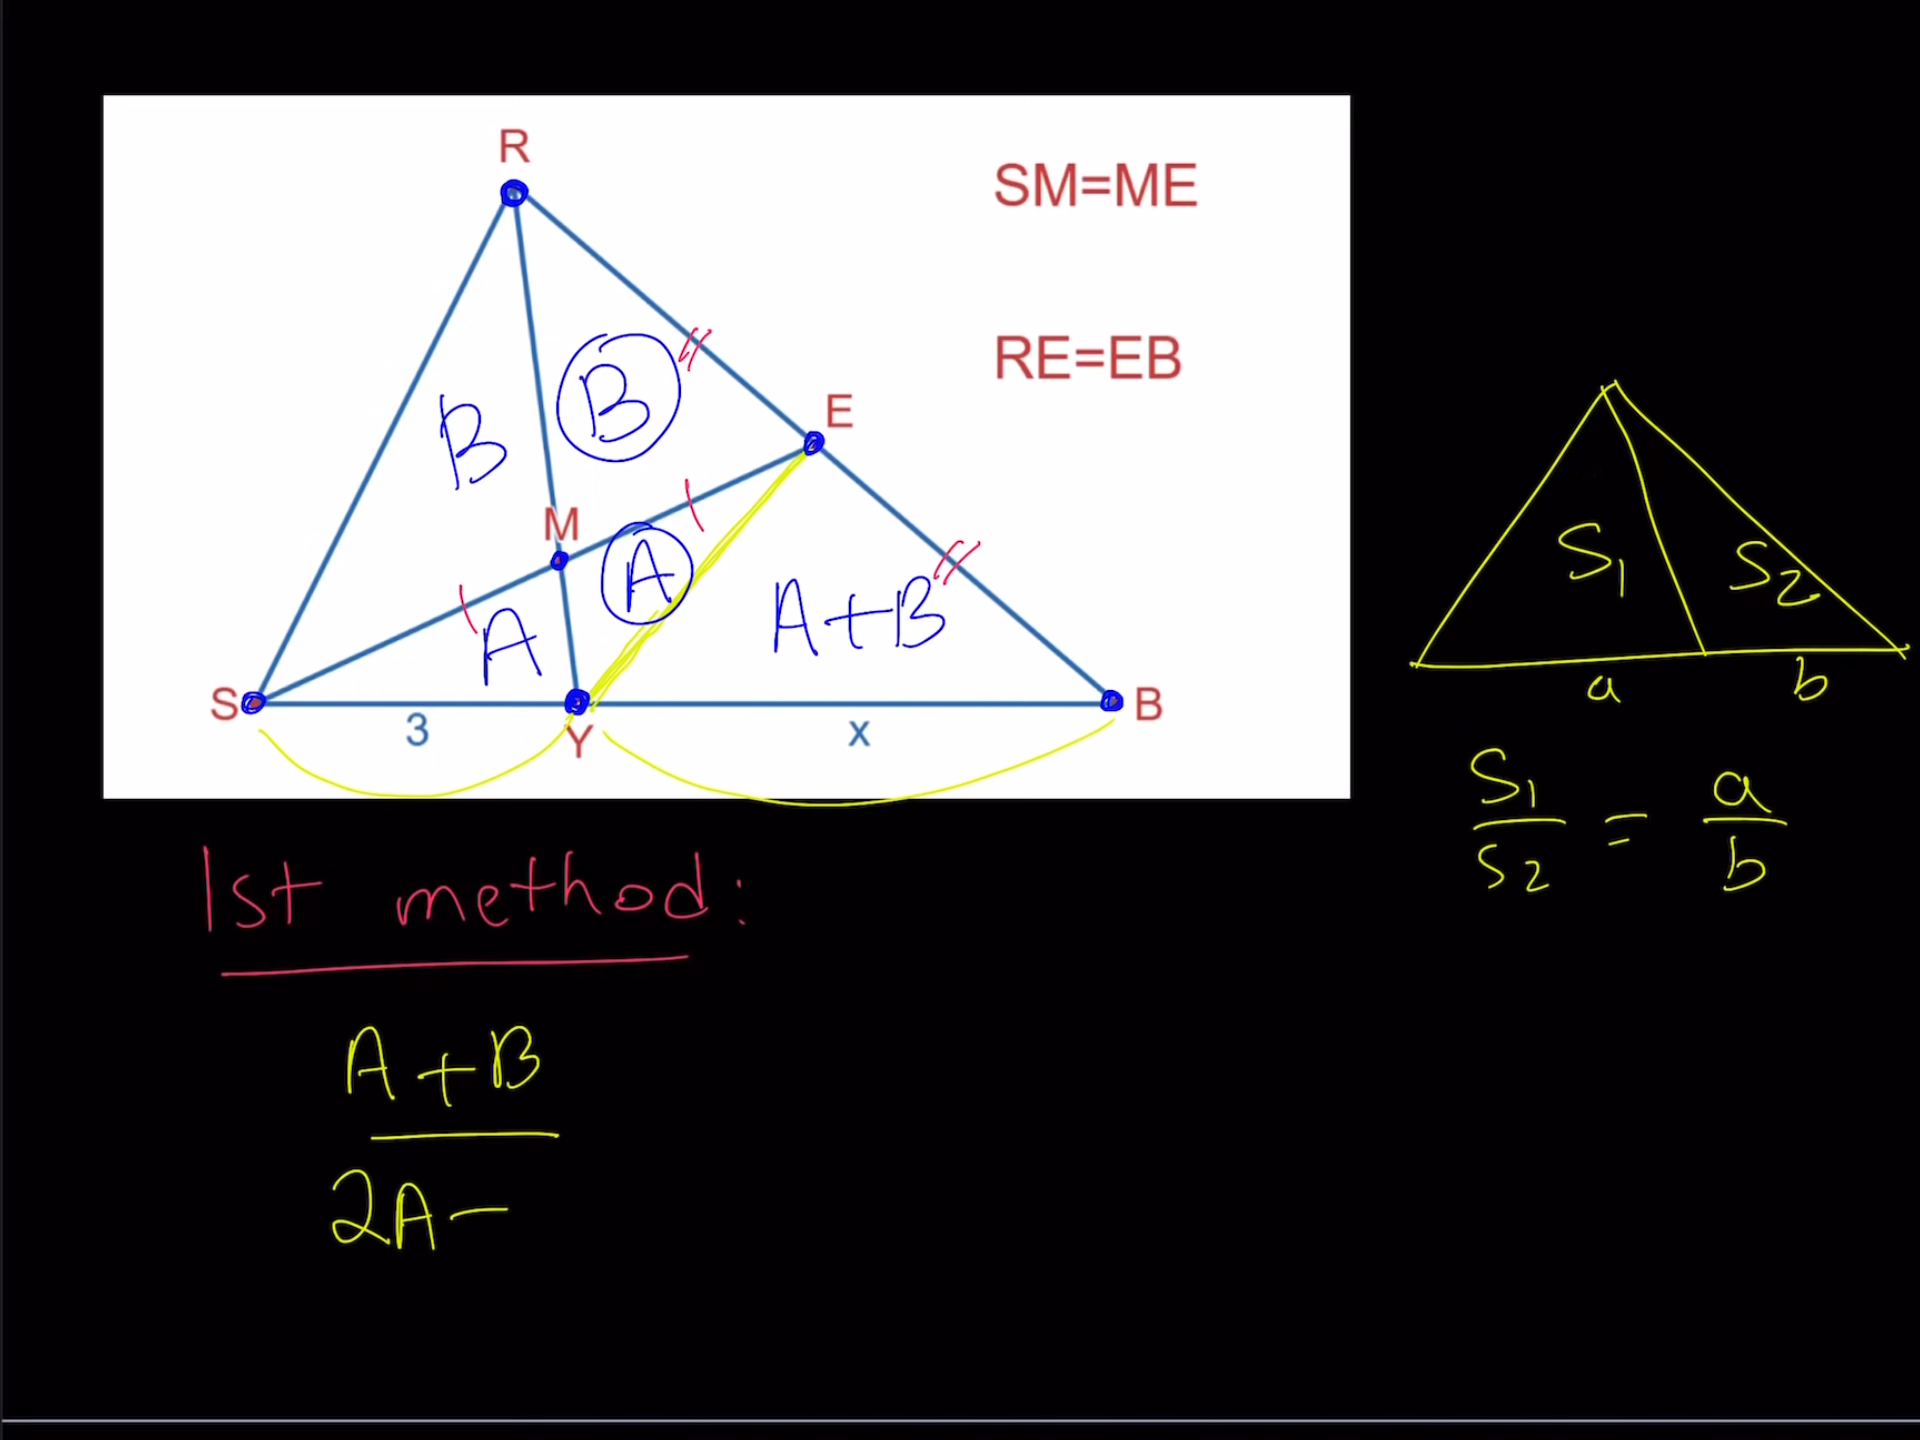 R
SM=ME
B
B
RE=EB
E
M
A
A
A+B
S
3
Y
x
B
S1
S2
a
b
S1/S2 = a/b
1st method:
A+B
2A-